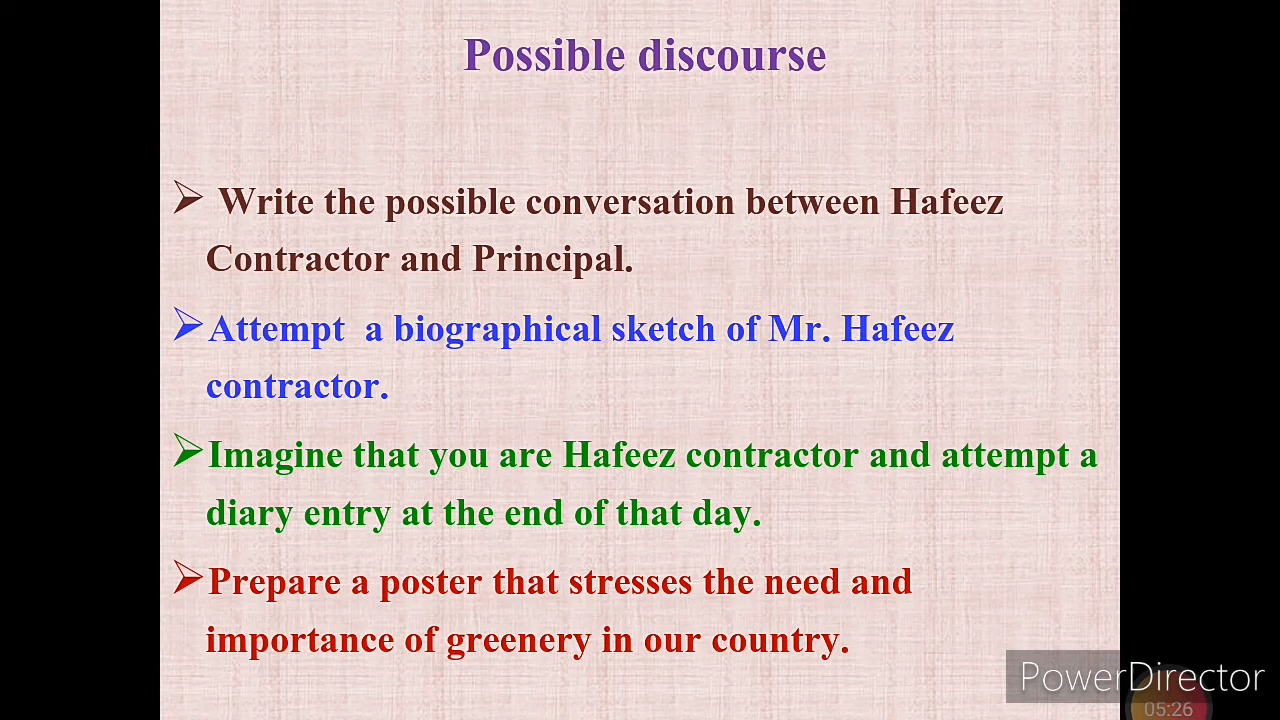 Possible discourse
➢ Write the possible conversation between Hafeez
Contractor and Principal.
➢Attempt  a biographical sketch of Mr. Hafeez
contractor.
➢Imagine that you are Hafeez contractor and attempt a
diary entry at the end of that day.
➢Prepare a poster that stresses the need and
importance of greenery in our country.
PowerDirector
05:26